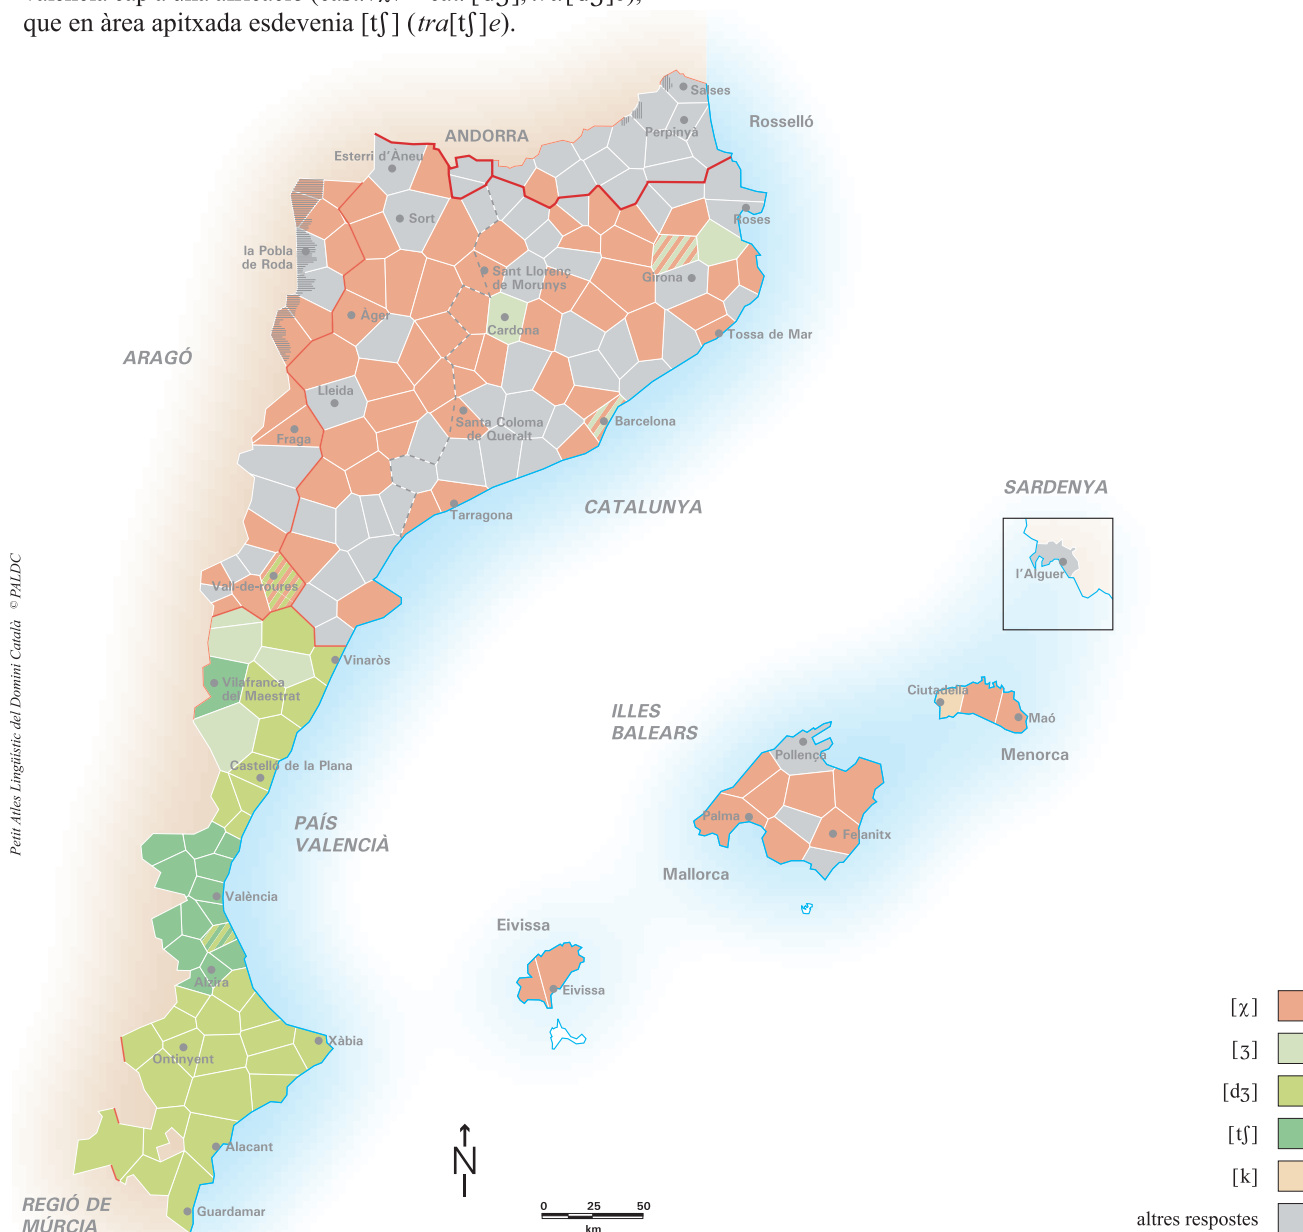 que en àrea apitxada esdevenia [tʃ] (tra[tʃ]e).
Salses
Rosselló
Perpinyà
ANDORRA
Esterri d'Àneu
Sort
Roses
la Pobla
de Roda
Sant Llorenç
de Morunys
Girona
Àger
Cardona
Tossa de Mar
ARAGÓ
Lleida
Santa Coloma
de Queralt
Barcelona
Fraga
SARDENYA
CATALUNYA
Tarragona
l'Alguer
Vall-de-roures
Petit Atles Lingüístic del Domini Català © PALDC
Vinaròs
Vilafranca
del Maestrat
Ciutadella
ILLES
BALEARS
Maó
Menorca
Pollença
Castelló de la Plana
PAÍS
VALENCIÀ
Palma
Felanitx
Mallorca
València
Eivissa
Alzira
Eivissa
[χ]
Xàbia
[ʒ]
Ontinyent
[dʒ]
[tʃ]
Alacant
N
[k]
REGIÓ DE
MÚRCIA
Guardamar
0 25 50
km
altres respostes